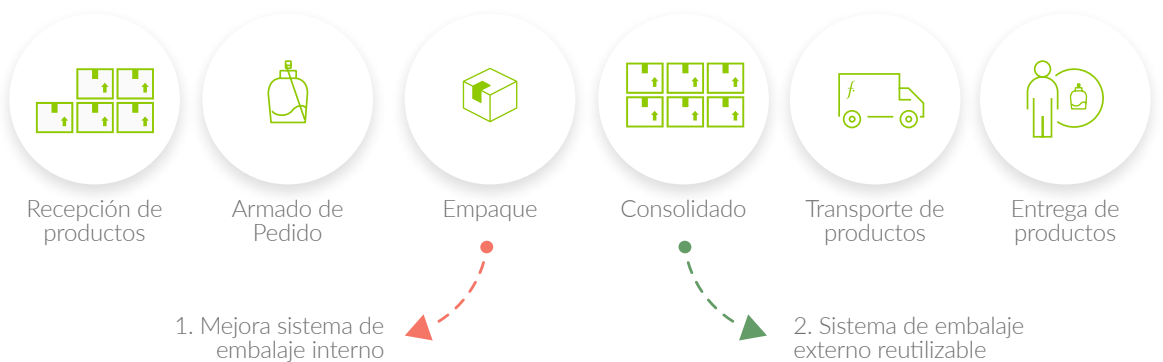 f.
Recepción de
productos
Armado de
Pedido
Empaque
Consolidado
Transporte de
productos
Entrega de
productos
1. Mejora sistema de
embalaje interno
2. Sistema de embalaje
externo reutilizable